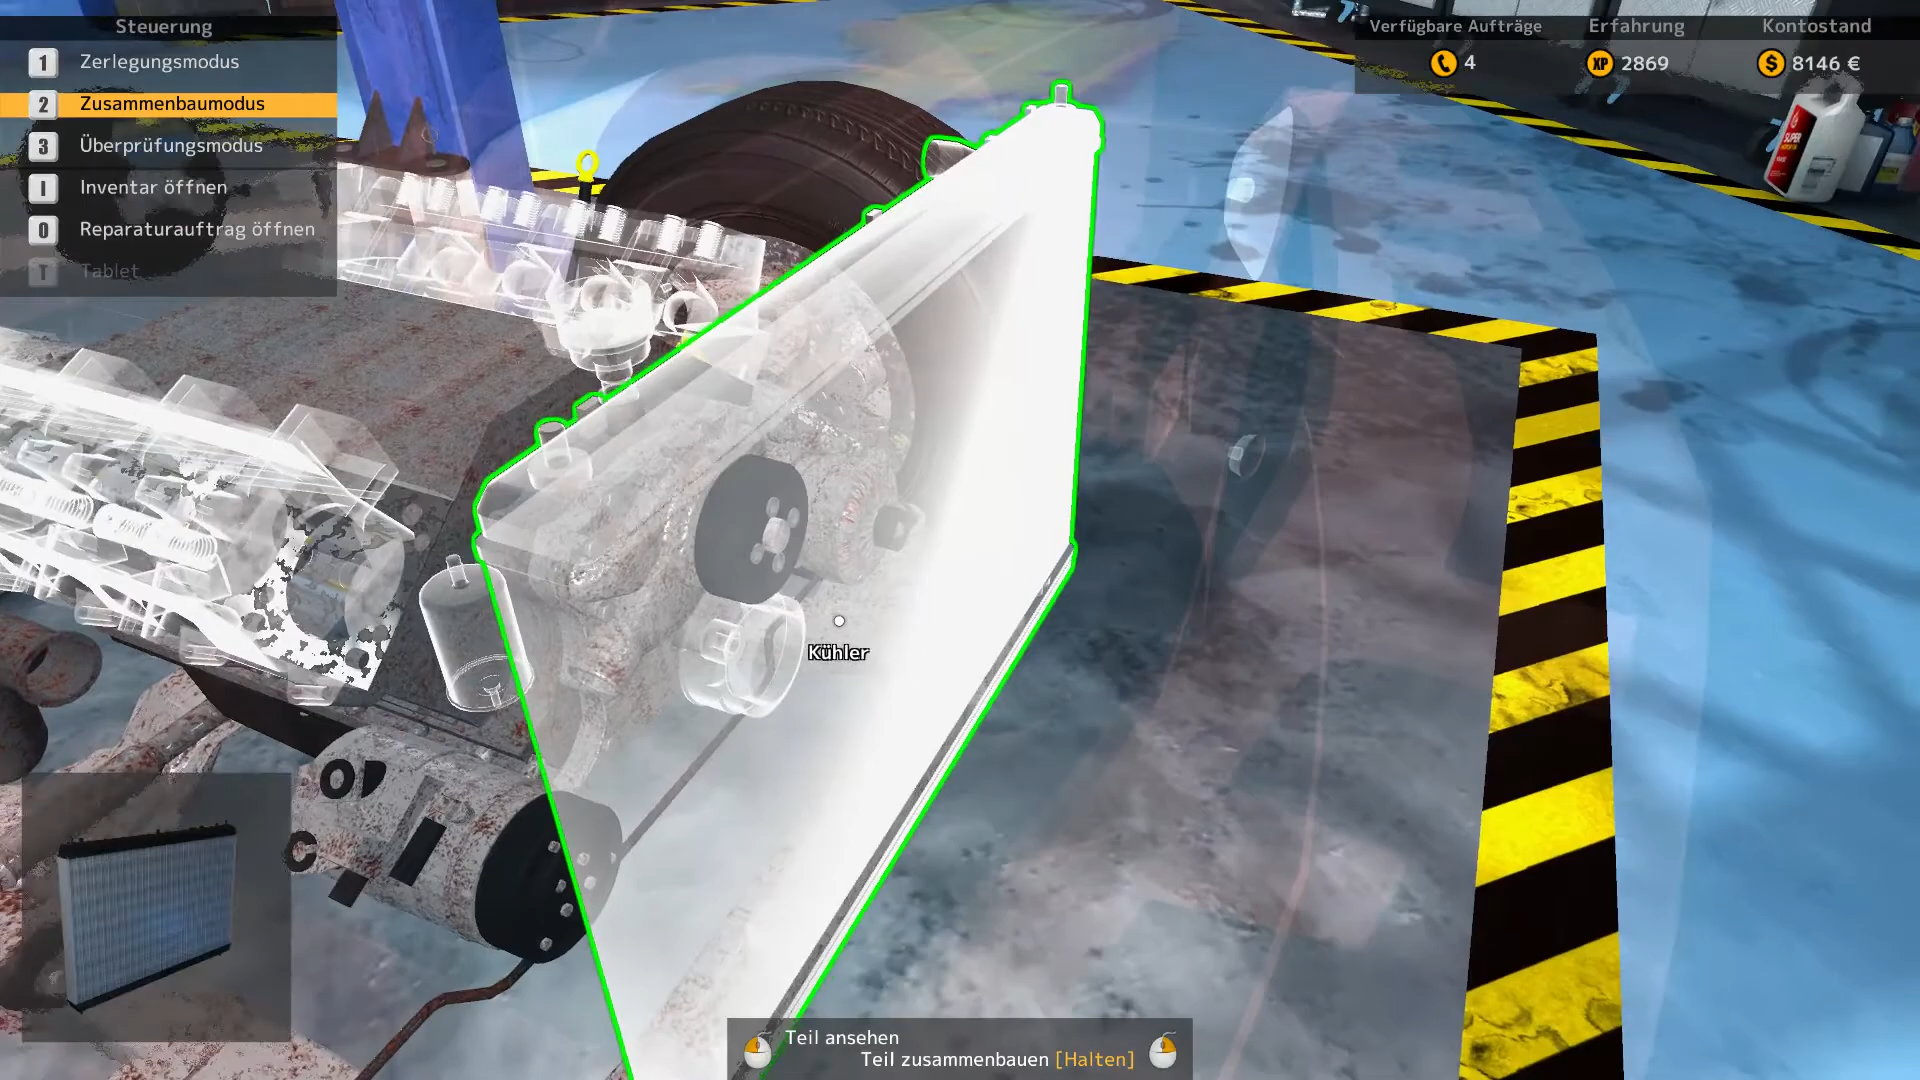 Steuerung
1 Zerlegungsmodus
2 Zusammenbaumodus
3 Überprüfungsmodus
I Inventar öffnen
O Reparaturauftrag öffnen
T Tablet
Verfügbare Aufträge
4
Erfahrung
XP 2869
Kontostand
$ 8146 €
SUPER
Kühler
Teil ansehen
Teil zusammenbauen [Halten]